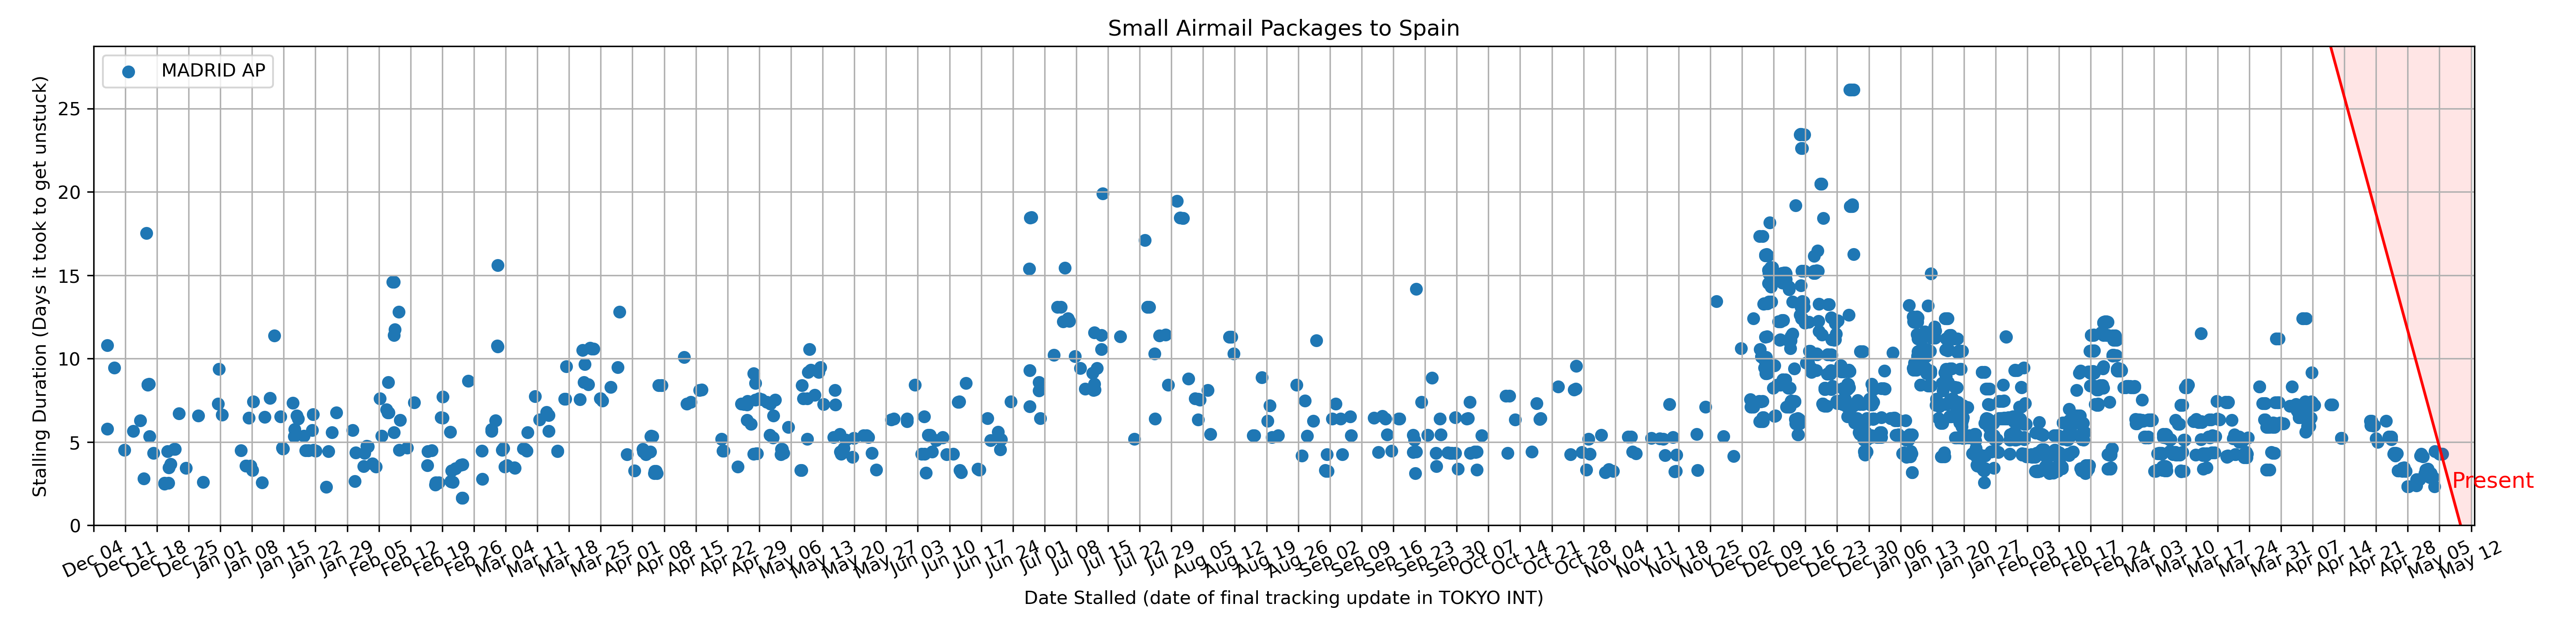 Small Airmail Packages to Spain
MADRID AP
Stalling Duration (Days it took to get unstuck)
25
20
15
10
5
0
Present
Dec 04
Dec 11
Dec 18
Dec 25
Jan 01
Jan 08
Jan 15
Jan 22
Jan 29
Feb 05
Feb 12
Feb 19
Feb 26
Mar 04
Mar 11
Mar 18
Mar 25
Apr 01
Apr 08
Apr 15
Apr 22
Apr 29
May 06
May 13
May 20
May 27
Jun 03
Jun 10
Jun 17
Jun 24
Jul 01
Jul 08
Jul 15
Jul 22
Jul 29
Aug 05
Aug 12
Aug 19
Aug 26
Sep 02
Sep 09
Sep 16
Sep 23
Sep 30
Oct 07
Oct 14
Oct 21
Oct 28
Nov 04
Nov 11
Nov 18
Nov 25
Dec 02
Dec 09
Dec 16
Dec 23
Dec 30
Jan 06
Jan 13
Jan 20
Jan 27
Feb 03
Feb 10
Feb 17
Feb 24
Mar 03
Mar 10
Mar 17
Mar 24
Mar 31
Apr 07
Apr 14
Apr 21
Apr 28
May 05
May 12
Date Stalled (date of final tracking update in TOKYO INT)